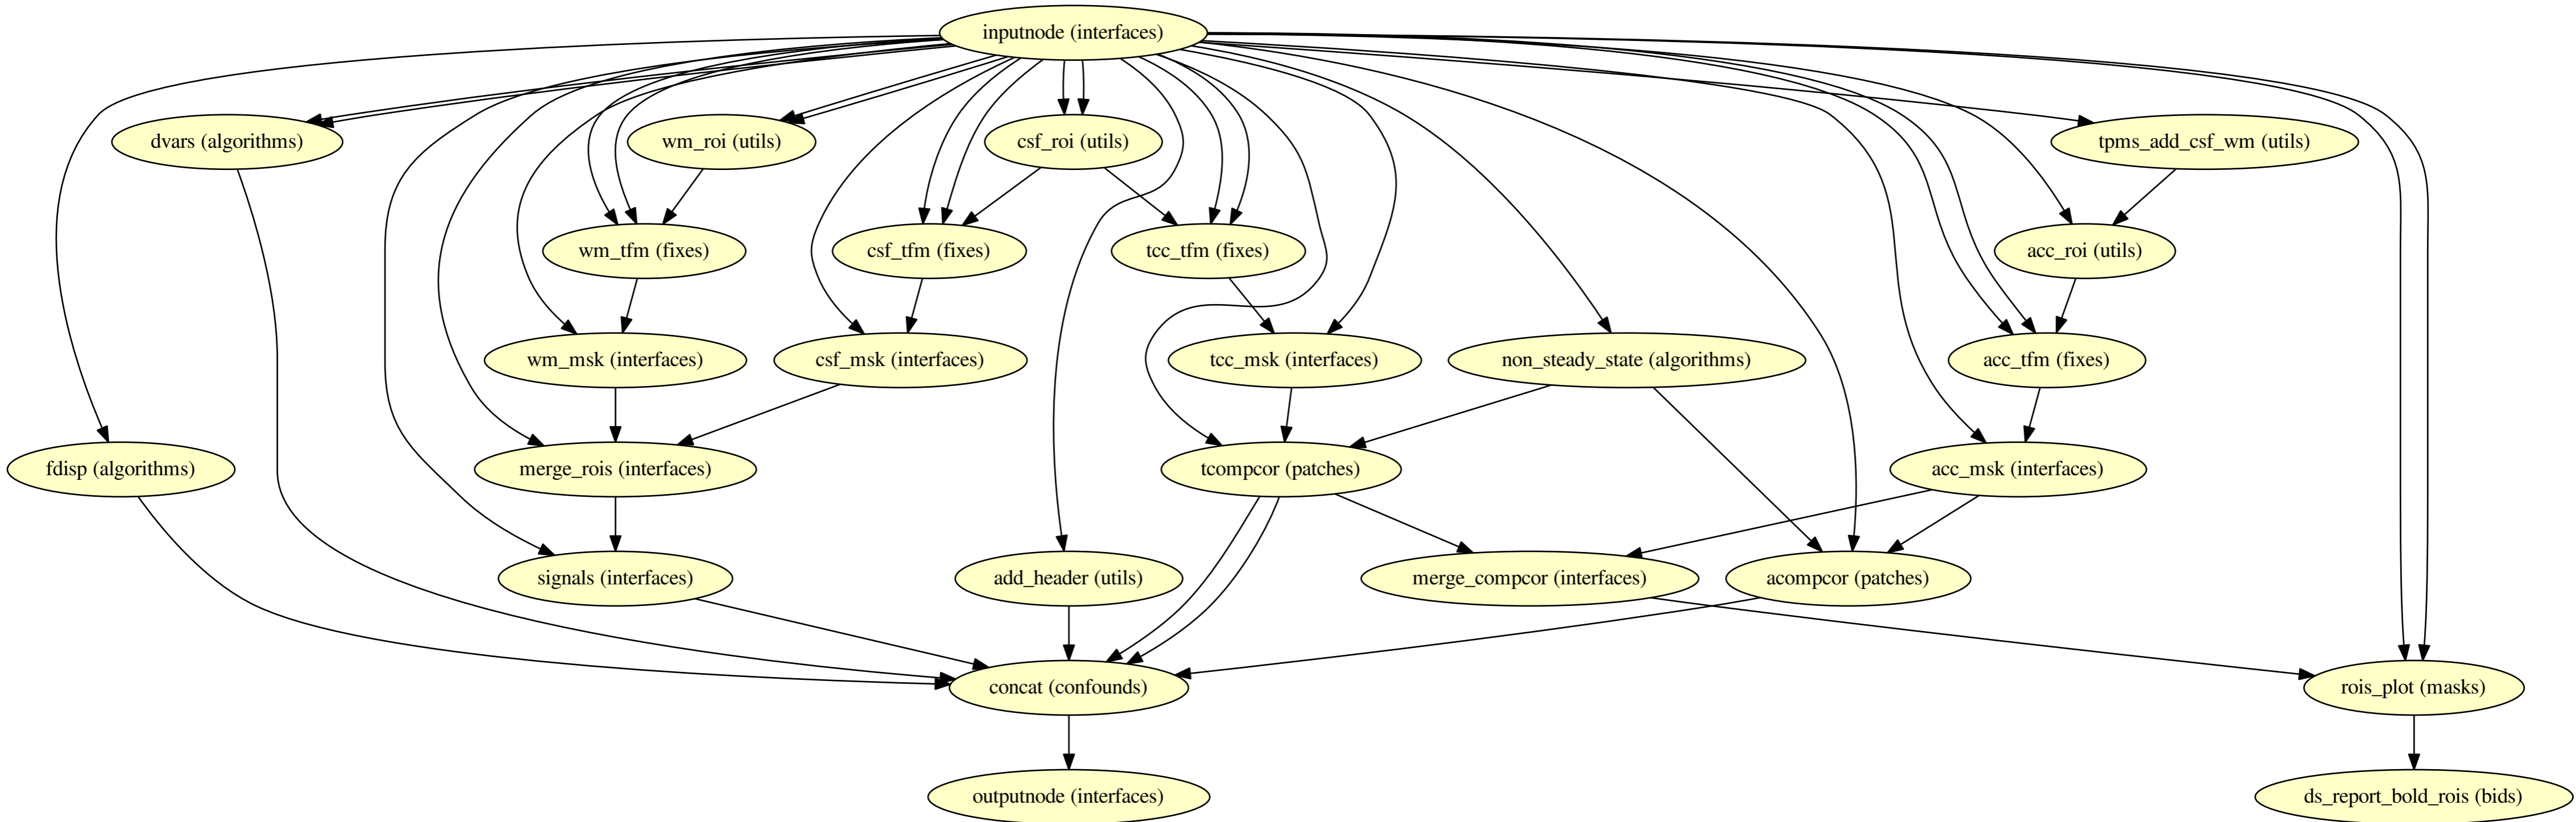 inputnode (interfaces)
dvars (algorithms)
wm_roi (utils)
csf_roi (utils)
tpms_add_csf_wm (utils)
wm_tfm (fixes)
csf_tfm (fixes)
tcc_tfm (fixes)
acc_roi (utils)
wm_msk (interfaces)
csf_msk (interfaces)
tcc_msk (interfaces)
non_steady_state (algorithms)
acc_tfm (fixes)
fdisp (algorithms)
merge_rois (interfaces)
tcompcor (patches)
acc_msk (interfaces)
signals (interfaces)
add_header (utils)
merge_compcor (interfaces)
acompcor (patches)
concat (confounds)
rois_plot (masks)
outputnode (interfaces)
ds_report_bold_rois (bids)